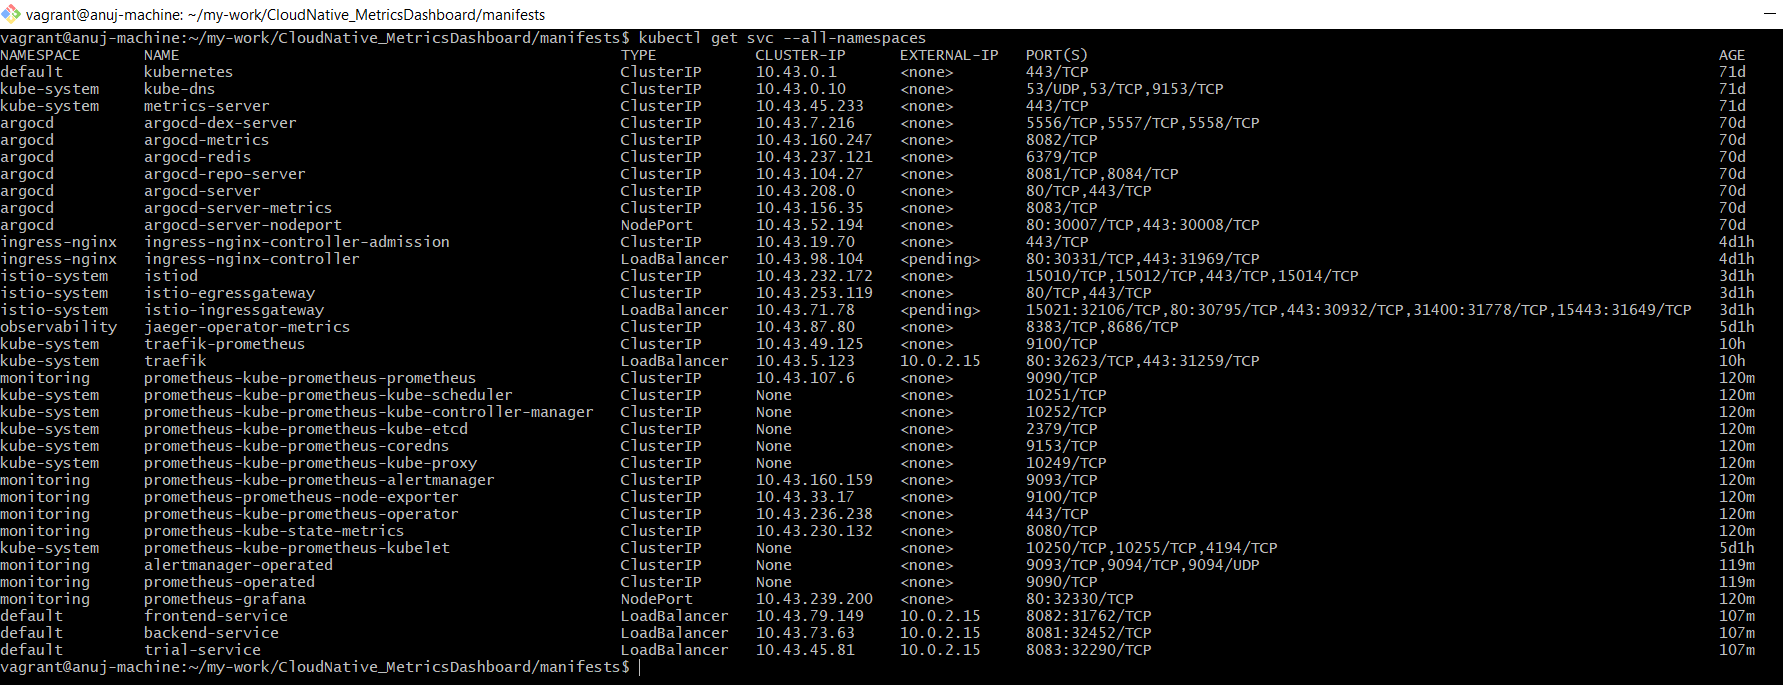 vagrant@anuj-machine: ~/my-work/CloudNative_MetricsDashboard/manifests
vagrant@anuj-machine:~/my-work/CloudNative_MetricsDashboard/manifests$ kubectl get svc --all-namespaces
NAMESPACE NAME TYPE CLUSTER-IP EXTERNAL-IP PORT(S) AGE
default kubernetes ClusterIP 10.43.0.1 <none> 443/TCP 71d
kube-system kube-dns ClusterIP 10.43.0.10 <none> 53/UDP,53/TCP,9153/TCP 71d
kube-system metrics-server ClusterIP 10.43.45.233 <none> 443/TCP 71d
argocd argocd-dex-server ClusterIP 10.43.7.216 <none> 5556/TCP,5557/TCP,5558/TCP 70d
argocd argocd-metrics ClusterIP 10.43.160.247 <none> 8082/TCP 70d
argocd argocd-redis ClusterIP 10.43.237.121 <none> 6379/TCP 70d
argocd argocd-repo-server ClusterIP 10.43.104.27 <none> 8081/TCP,8084/TCP 70d
argocd argocd-server ClusterIP 10.43.208.0 <none> 80/TCP,443/TCP 70d
argocd argocd-server-metrics ClusterIP 10.43.156.35 <none> 8083/TCP 70d
argocd argocd-server-nodeport NodePort 10.43.52.194 <none> 80:30007/TCP,443:30008/TCP 70d
ingress-nginx ingress-nginx-controller-admission ClusterIP 10.43.19.70 <none> 443/TCP 4d1h
ingress-nginx ingress-nginx-controller LoadBalancer 10.43.98.104 <pending> 80:30331/TCP,443:31969/TCP 4d1h
istio-system istiod ClusterIP 10.43.232.172 <none> 15010/TCP,15012/TCP,443/TCP,15014/TCP 3d1h
istio-system istio-egressgateway ClusterIP 10.43.253.119 <none> 80/TCP,443/TCP 3d1h
istio-system istio-ingressgateway LoadBalancer 10.43.71.78 <pending> 15021:32106/TCP,80:30795/TCP,443:30932/TCP,31400:31778/TCP,15443:31649/TCP 3d1h
observability jaeger-operator-metrics ClusterIP 10.43.87.80 <none> 8383/TCP,8686/TCP 5d1h
kube-system traefik-prometheus ClusterIP 10.43.49.125 <none> 9100/TCP 10h
kube-system traefik LoadBalancer 10.43.5.123 10.0.2.15 80:32623/TCP,443:31259/TCP 10h
monitoring prometheus-kube-prometheus-prometheus ClusterIP 10.43.107.6 <none> 9090/TCP 120m
kube-system prometheus-kube-prometheus-kube-scheduler ClusterIP None <none> 10251/TCP 120m
kube-system prometheus-kube-prometheus-kube-controller-manager ClusterIP None <none> 10252/TCP 120m
kube-system prometheus-kube-prometheus-kube-etcd ClusterIP None <none> 2379/TCP 120m
kube-system prometheus-kube-prometheus-coredns ClusterIP None <none> 9153/TCP 120m
kube-system prometheus-kube-prometheus-kube-proxy ClusterIP None <none> 10249/TCP 120m
monitoring prometheus-kube-prometheus-alertmanager ClusterIP 10.43.160.159 <none> 9093/TCP 120m
monitoring prometheus-prometheus-node-exporter ClusterIP 10.43.33.17 <none> 9100/TCP 120m
monitoring prometheus-kube-prometheus-operator ClusterIP 10.43.236.238 <none> 443/TCP 120m
monitoring prometheus-kube-state-metrics ClusterIP 10.43.230.132 <none> 8080/TCP 120m
kube-system prometheus-kube-prometheus-kubelet ClusterIP None <none> 10250/TCP,10255/TCP,4194/TCP 5d1h
monitoring alertmanager-operated ClusterIP None <none> 9093/TCP,9094/TCP,9094/UDP 119m
monitoring prometheus-operated ClusterIP None <none> 9090/TCP 119m
monitoring prometheus-grafana NodePort 10.43.239.200 <none> 80:32330/TCP 120m
default frontend-service LoadBalancer 10.43.79.149 10.0.2.15 8082:31762/TCP 107m
default backend-service LoadBalancer 10.43.73.63 10.0.2.15 8081:32452/TCP 107m
default trial-service LoadBalancer 10.43.45.81 10.0.2.15 8083:32290/TCP 107m
vagrant@anuj-machine:~/my-work/CloudNative_MetricsDashboard/manifests$